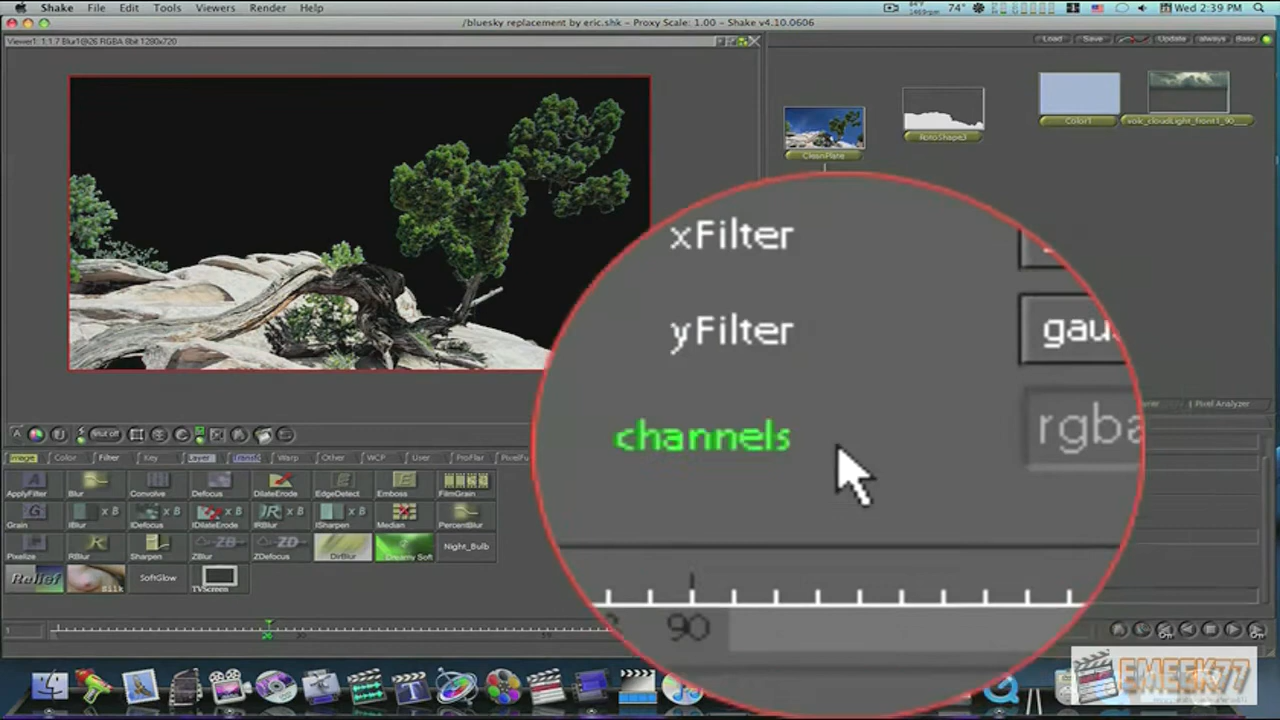 Shake File Edit Tools Viewers Render Help
74° Wed 2:39 PM
/bluesky replacement by eric.shk - Proxy Scale: 1.00 - Shake v4.10.0606
Viewer1: 1:1.7 Blur1@26 RGBA 8bit 1280x720
Load Save Update always Base
CleanPlate
RotoShape3
Color1
xFilter
yFilter
gau
channels
rgba
90
Pixel Analyzer
Image Color Filter Key Layer Transfo Warp Other WCP User ProFlar PixelFu
ApplyFilter Blur Convolve Defocus DilateErode EdgeDetect Emboss FilmGrain
Grain IBlur IDefocus IDilateErode IRBlur ISharpen Median PercentBlur
Pixelize RBlur Sharpen ZBlur ZDefocus DirBlur Dreamy Soft Night_Bulb
Relief Silk SoftGlow TVScreen
1
EMEEK77